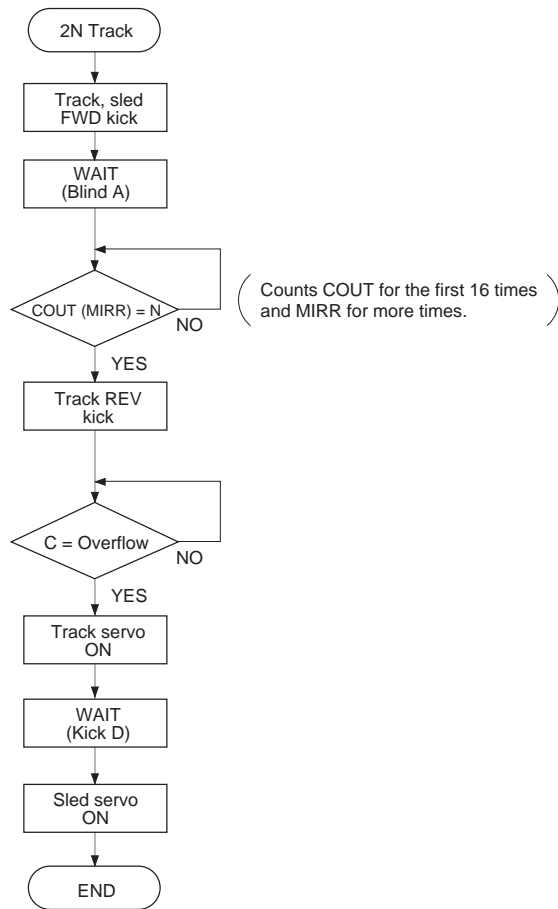 2N Track
Track, sled
FWD kick
WAIT
(Blind A)
COUT (MIRR) = N
NO
Counts COUT for the first 16 times
and MIRR for more times.
YES
Track REV
kick
C = Overflow
NO
YES
Track servo
ON
WAIT
(Kick D)
Sled servo
ON
END